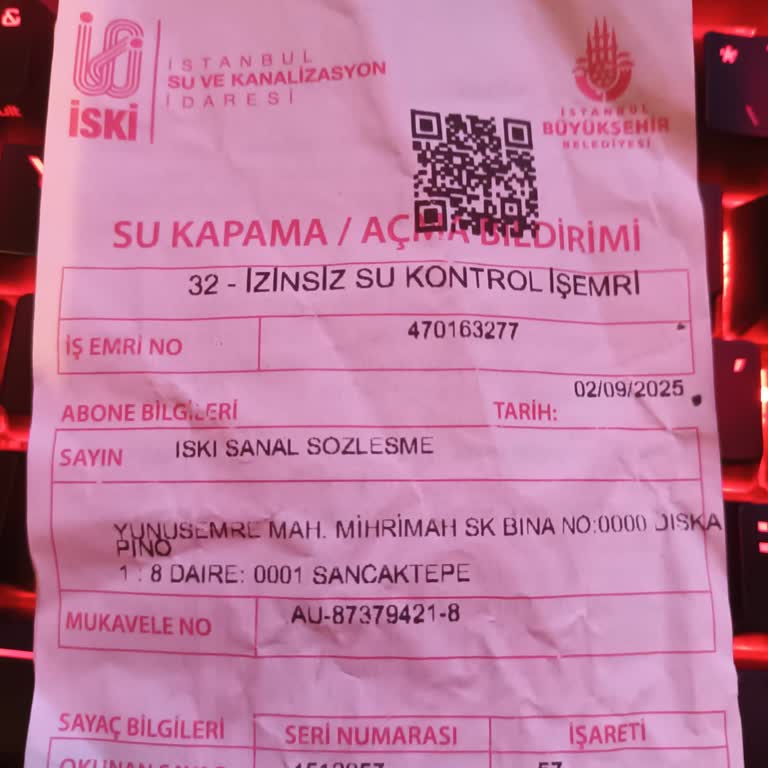 İSKİ
İSTANBUL
SU VE KANALİZASYON
İDARESİ
İSTANBUL
BÜYÜKŞEHİR
BELEDİYESİ
SU KAPAMA / AÇMA BİLDİRİMİ
32 - İZİNSİZ SU KONTROL İŞEMRİ
İŞ EMRİ NO 470163277
ABONE BİLGİLERİ TARİH: 02/09/2025
SAYIN ISKI SANAL SOZLESME
YUNUSEMRE MAH. MİHRİMAH SK BINA NO:0000 DISKA
PINO
1 : 8 DAIRE: 0001 SANCAKTEPE
MUKAVELE NO AU-87379421-8
SAYAÇ BİLGİLERİ SERİ NUMARASI İŞARETİ